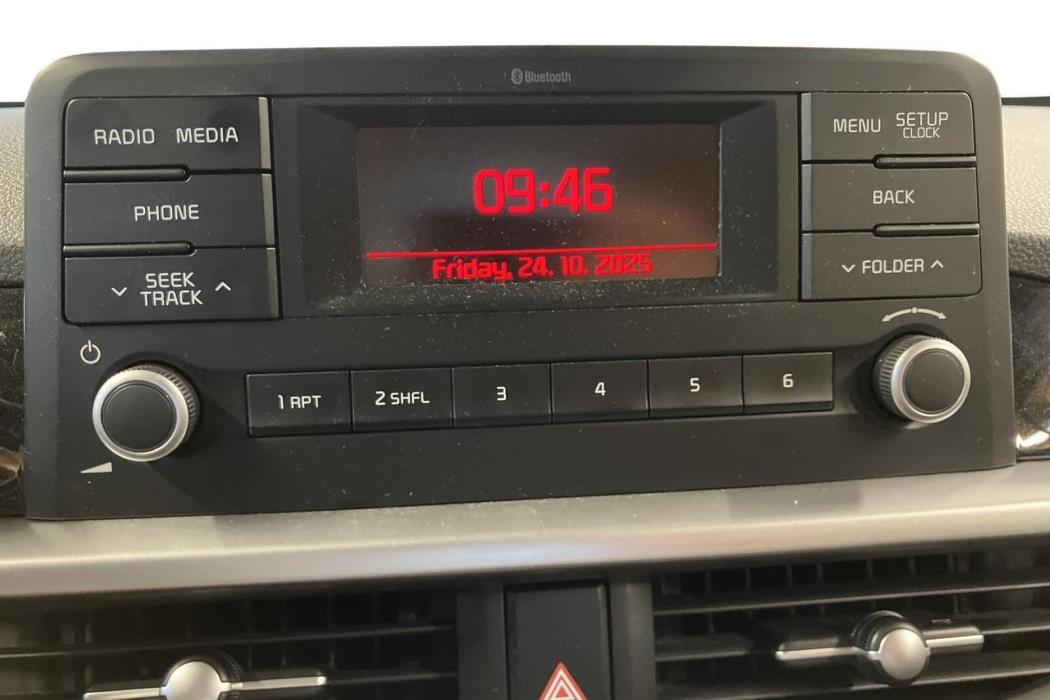 Bluetooth
RADIO MEDIA
PHONE
SEEK
TRACK
09:46
Friday, 24. 10. 2025
MENU SETUP
CLOCK
BACK
FOLDER
1 RPT 2 SHFL 3 4 5 6